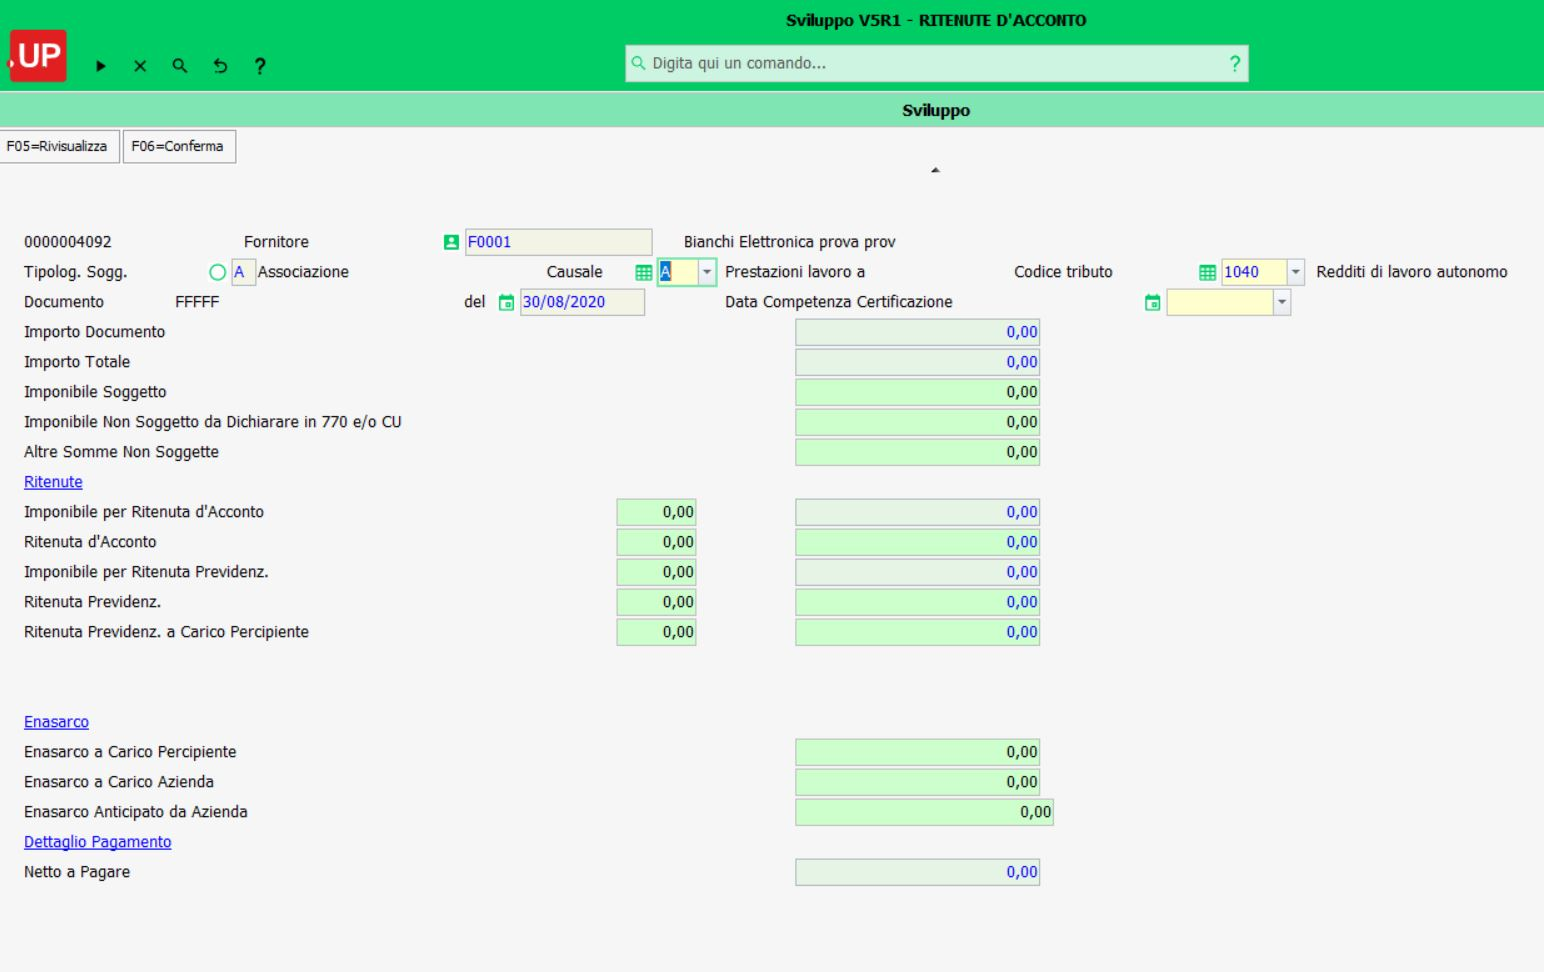 Sviluppo V5R1 - RITENUTE D'ACCONTO
.UP
?
Digita qui un comando... ?
Sviluppo
F05=Rivisualizza F06=Conferma
0000004092 Fornitore F0001 Bianchi Elettronica prova prov
Tipolog. Sogg. A Associazione Causale A Prestazioni lavoro a Codice tributo 1040 Redditi di lavoro autonomo
Documento FFFFF del 30/08/2020 Data Competenza Certificazione
Importo Documento 0,00
Importo Totale 0,00
Imponibile Soggetto 0,00
Imponibile Non Soggetto da Dichiarare in 770 e/o CU 0,00
Altre Somme Non Soggette 0,00
Ritenute
Imponibile per Ritenuta d'Acconto 0,00 0,00
Ritenuta d'Acconto 0,00 0,00
Imponibile per Ritenuta Previdenz. 0,00 0,00
Ritenuta Previdenz. 0,00 0,00
Ritenuta Previdenz. a Carico Percipiente 0,00 0,00
Enasarco
Enasarco a Carico Percipiente 0,00
Enasarco a Carico Azienda 0,00
Enasarco Anticipato da Azienda 0,00
Dettaglio Pagamento
Netto a Pagare 0,00